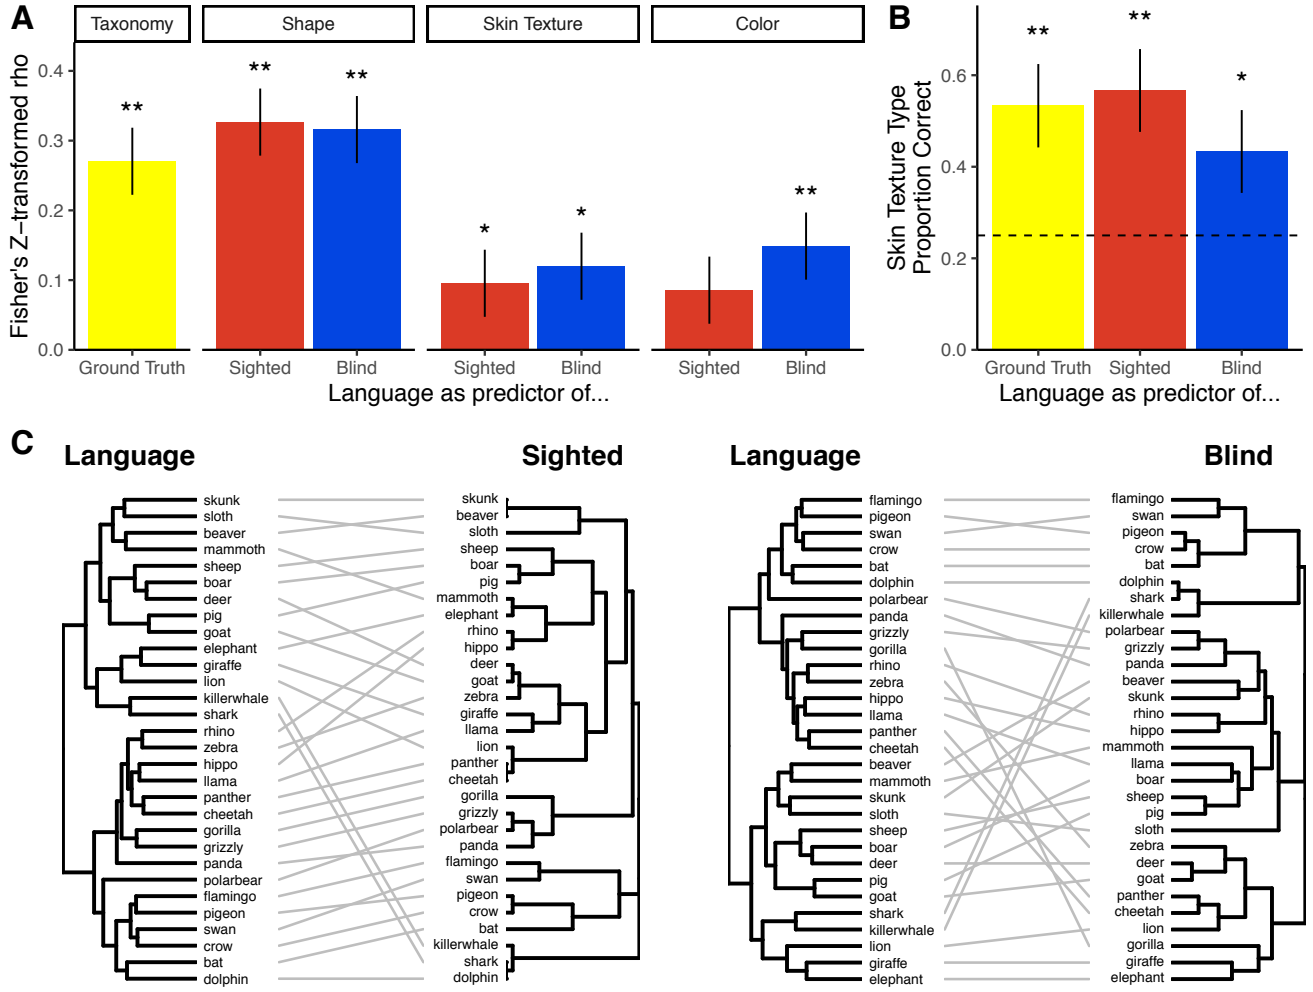 A
Taxonomy
Shape
Skin Texture
Color
Fisher's Z−transformed rho
0.4
0.3
0.2
0.1
0.0
**
**
**
*
*
**
Ground Truth
Sighted
Blind
Sighted
Blind
Sighted
Blind
Language as predictor of...
B
Skin Texture Type
Proportion Correct
0.6
0.4
0.2
0.0
**
**
*
Ground Truth
Sighted
Blind
Language as predictor of...
C
Language
skunk
sloth
beaver
mammoth
sheep
boar
deer
pig
goat
elephant
giraffe
lion
killerwhale
shark
rhino
zebra
hippo
llama
panther
cheetah
gorilla
grizzly
panda
polarbear
flamingo
pigeon
swan
crow
bat
dolphin
Sighted
skunk
beaver
sloth
sheep
boar
pig
mammoth
elephant
rhino
hippo
deer
goat
zebra
giraffe
llama
lion
panther
cheetah
gorilla
grizzly
polarbear
panda
flamingo
swan
pigeon
crow
bat
killerwhale
shark
dolphin
Language
flamingo
pigeon
swan
crow
bat
dolphin
polarbear
panda
grizzly
gorilla
rhino
zebra
hippo
llama
panther
cheetah
beaver
mammoth
skunk
sloth
sheep
boar
deer
pig
goat
shark
killerwhale
lion
giraffe
elephant
Blind
flamingo
swan
pigeon
crow
bat
dolphin
shark
killerwhale
polarbear
grizzly
panda
beaver
skunk
rhino
hippo
mammoth
llama
boar
sheep
pig
sloth
zebra
deer
goat
panther
cheetah
lion
gorilla
giraffe
elephant